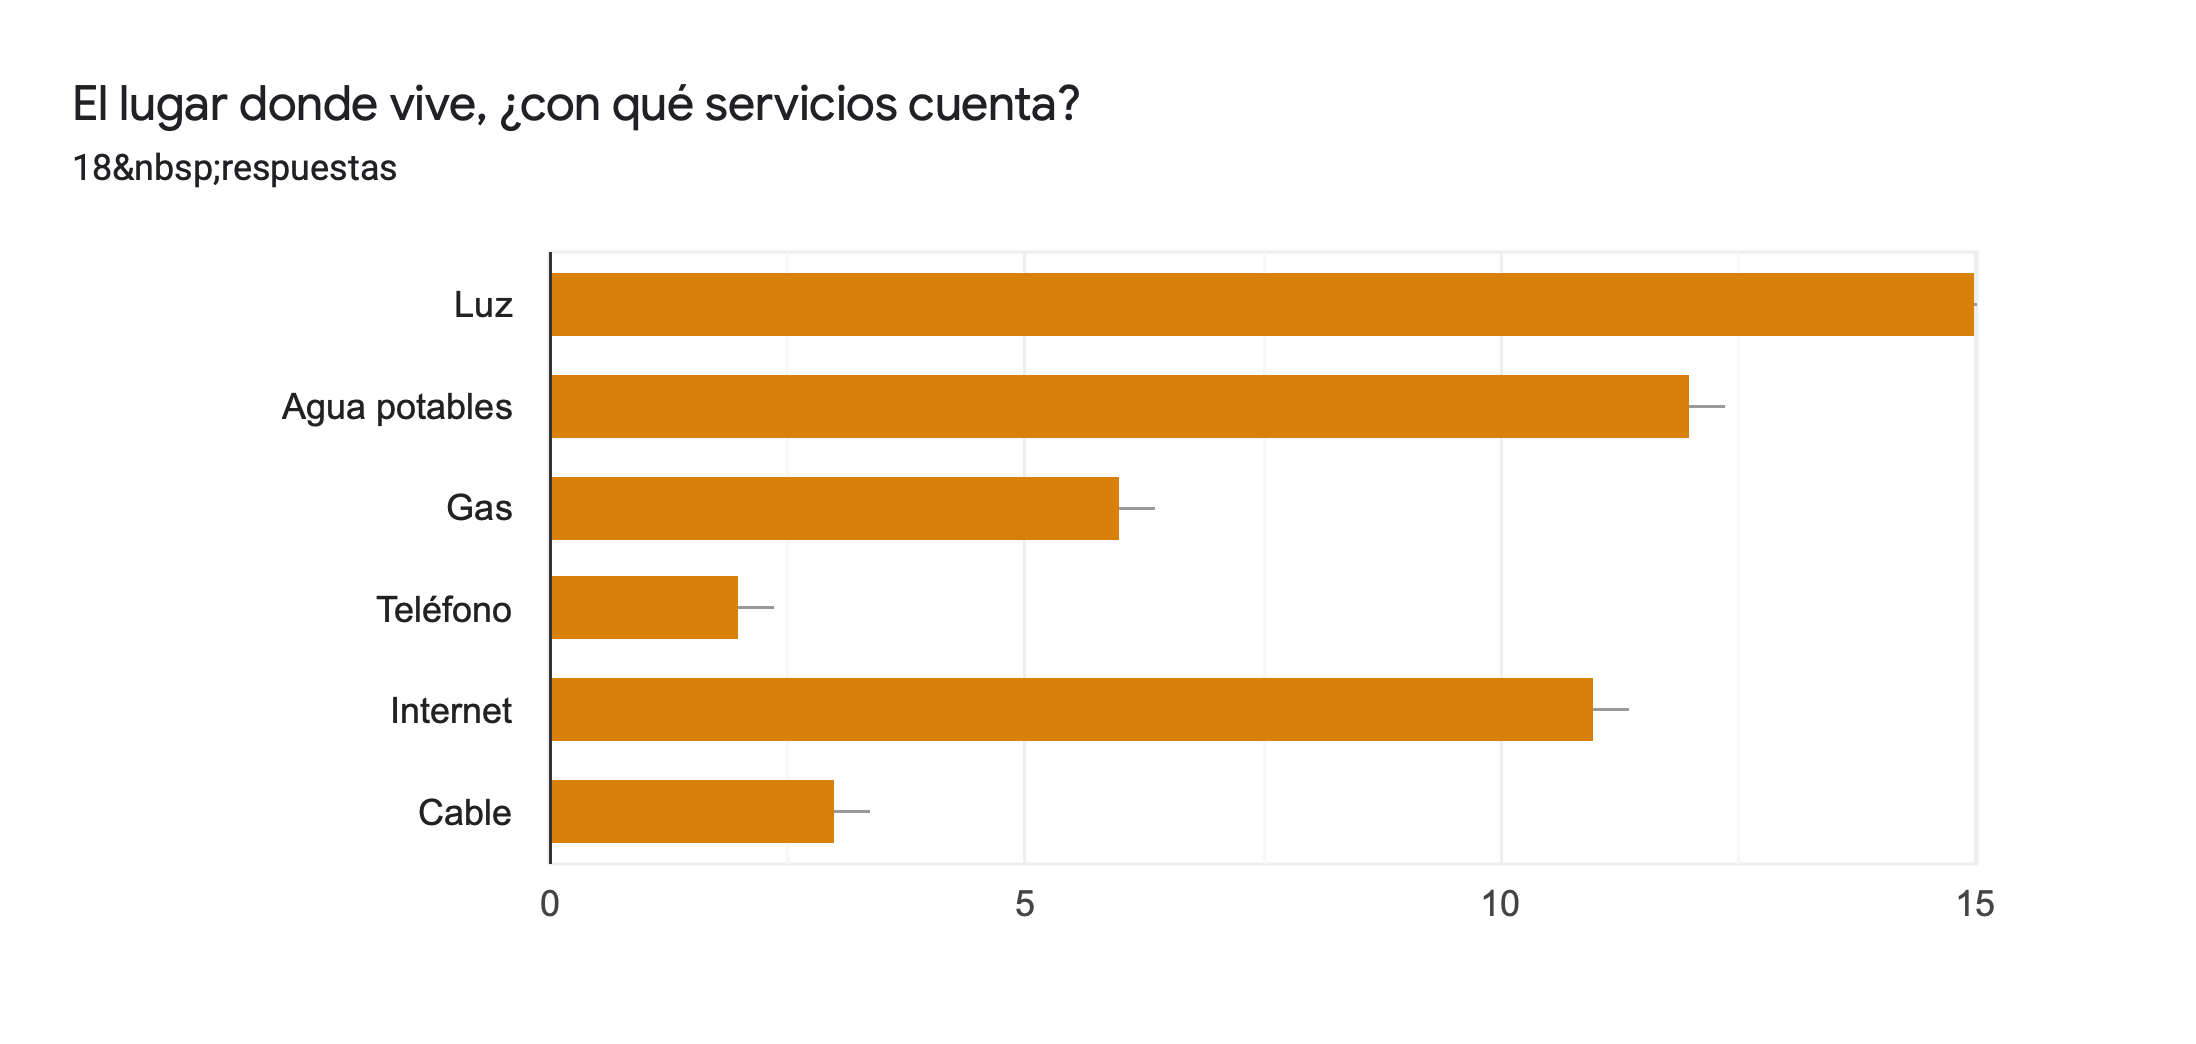 El lugar donde vive, ¿con qué servicios cuenta?
18&nbsp;respuestas
Luz
Agua potables
Gas
Teléfono
Internet
Cable
0 5 10 15